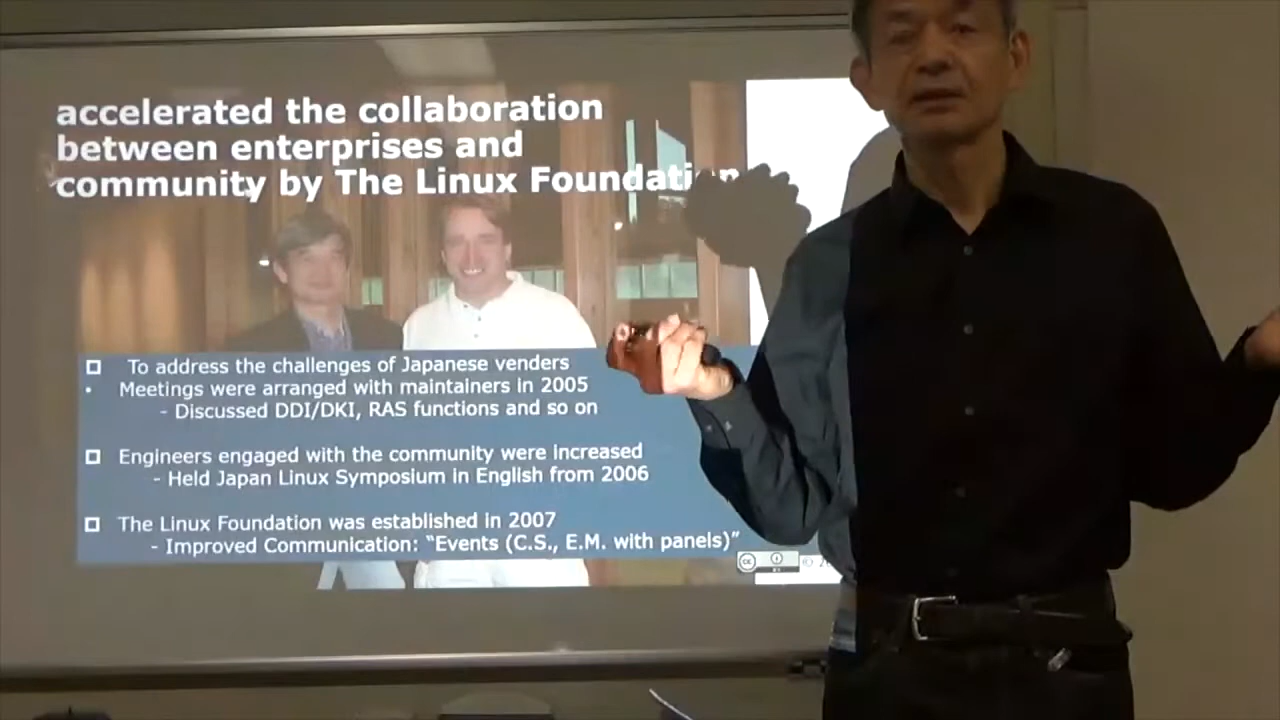 accelerated the collaboration
between enterprises and
community by The Linux Foundation
To address the challenges of Japanese venders
• Meetings were arranged with maintainers in 2005
- Discussed DDI/DKI, RAS functions and so on
Engineers engaged with the community were increased
- Held Japan Linux Symposium in English from 2006
The Linux Foundation was established in 2007
- Improved Communication: “Events (C.S., E.M. with panels)”
cc